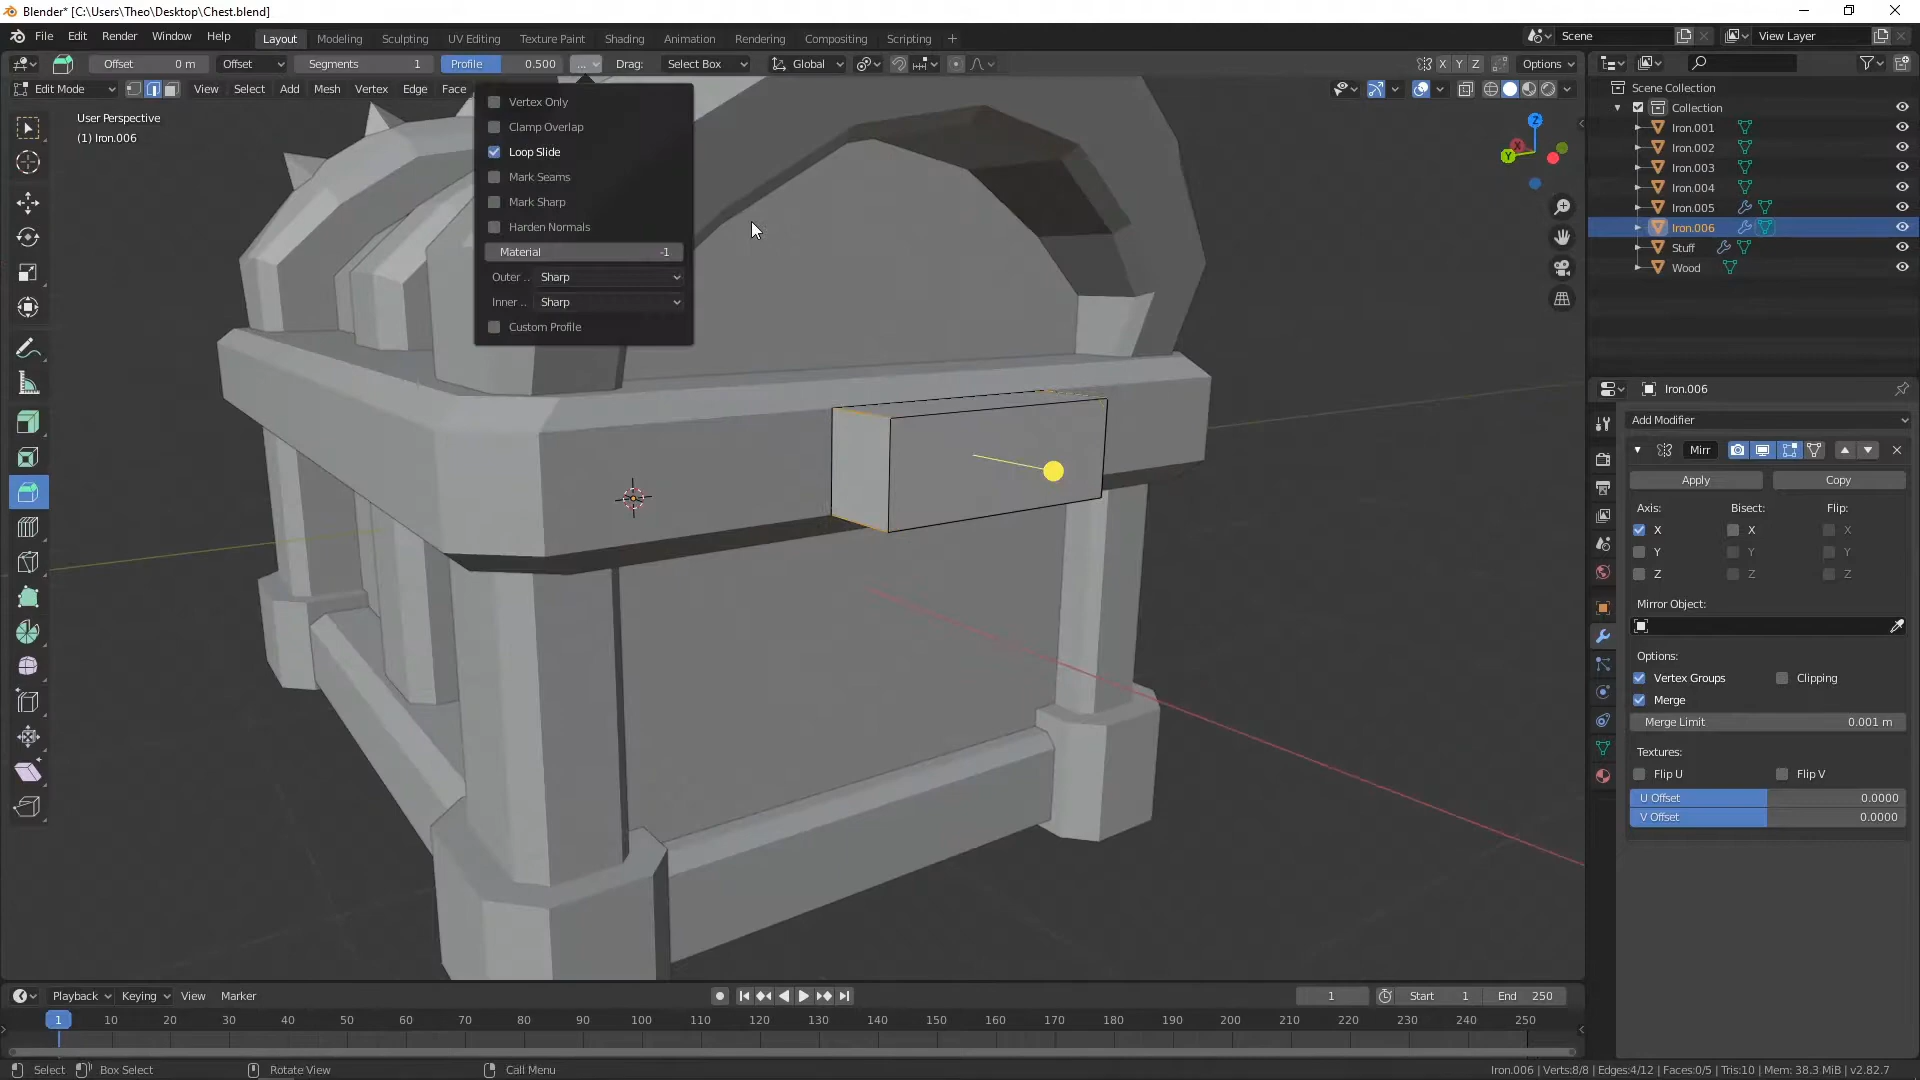 Blender* [C:\Users\Theo\Desktop\Chest.blend]
File Edit Render Window Help Layout Modeling Sculpting UV Editing Texture Paint Shading Animation Rendering Compositing Scripting + Scene View Layer
Offset 0 m Offset Segments 1 Profile 0.500 ... Drag: Select Box Global X Y Z Options
Edit Mode View Select Add Mesh Vertex Edge Face
User Perspective
(1) Iron.006
Vertex Only
Clamp Overlap
Loop Slide
Mark Seams
Mark Sharp
Harden Normals
Material -1
Outer .. Sharp
Inner .. Sharp
Custom Profile
Z
X
Y
Scene Collection
Collection
Iron.001
Iron.002
Iron.003
Iron.004
Iron.005
Iron.006
Stuff
Wood
Iron.006
Add Modifier
Mirr
Apply Copy
Axis: Bisect: Flip:
X X X
Y Y Y
Z Z Z
Mirror Object:
Options:
Vertex Groups Clipping
Merge
Merge Limit 0.001 m
Textures:
Flip U Flip V
U Offset 0.0000
V Offset 0.0000
Playback Keying View Marker 1 Start 1 End 250
1 10 20 30 40 50 60 70 80 90 100 110 120 130 140 150 160 170 180 190 200 210 220 230 240 250
Select Box Select Rotate View Call Menu Iron.006 | Verts:8/8 | Edges:4/12 | Faces:0/5 | Tris:10 | Mem: 38.3 MiB | v2.82.7